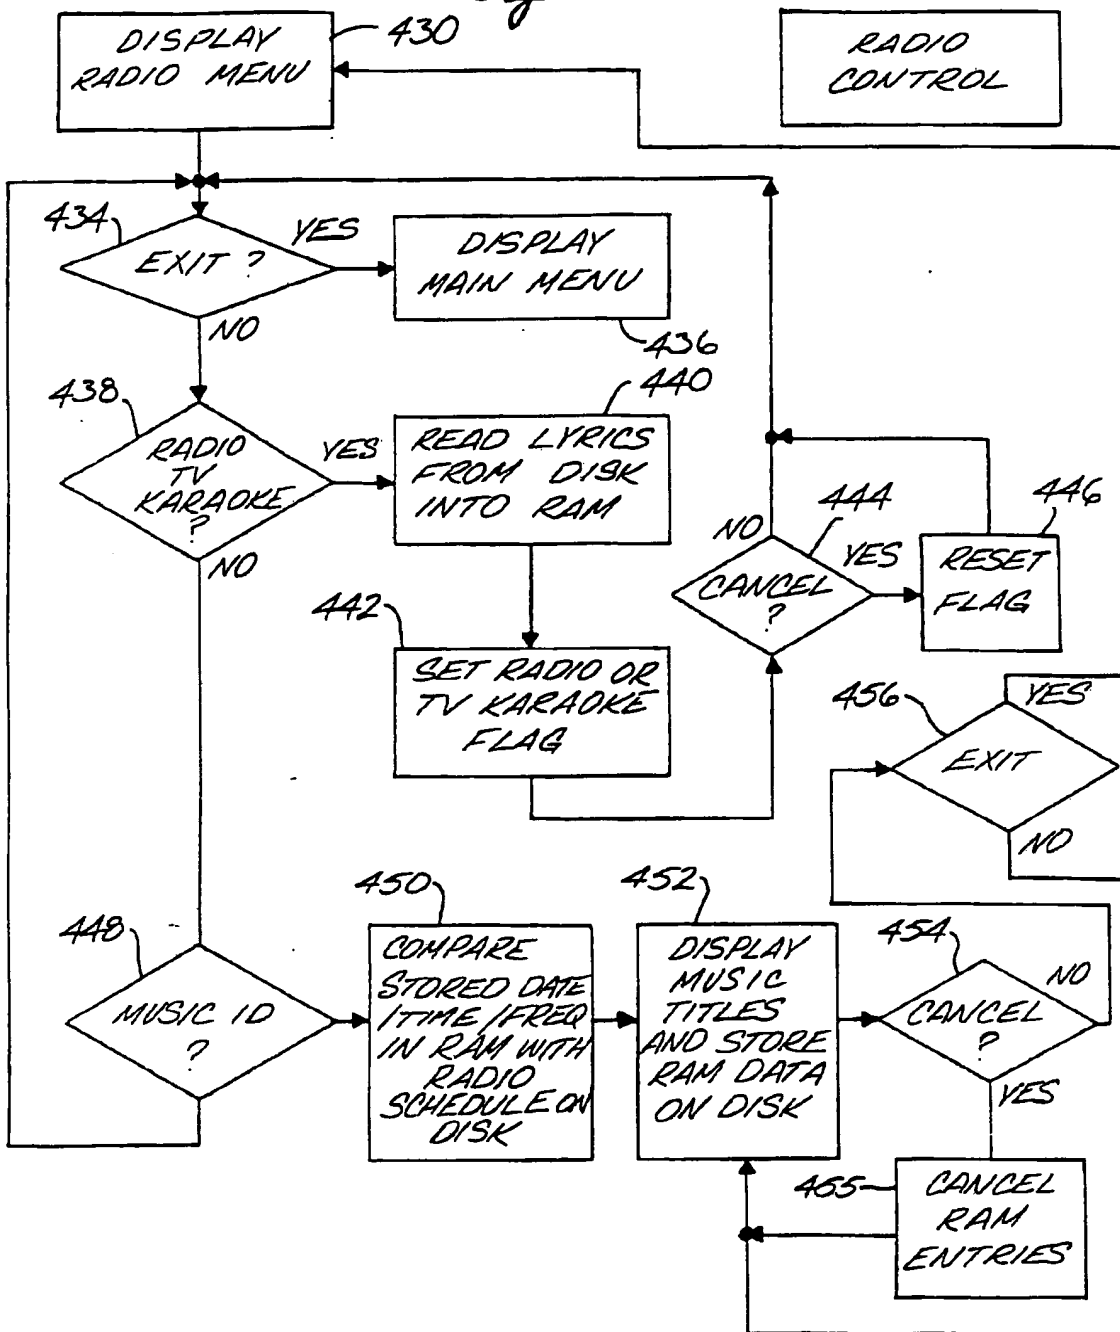 DISPLAY
RADIO MENU
430
RADIO
CONTROL
434
EXIT ?
YES
NO
DISPLAY
MAIN MENU
436
438
RADIO
TV
KARAOKE
?
YES
NO
440
READ LYRICS
FROM DISK
INTO RAM
442
SET RADIO OR
TV KARAOKE
FLAG
444
NO
YES
CANCEL
?
446
RESET
FLAG
456
YES
EXIT
NO
448
MUSIC ID
?
450
COMPARE
STORED DATE
/TIME /FREQ
IN RAM WITH
RADIO
SCHEDULE ON
DISK
452
DISPLAY
MUSIC
TITLES
AND STORE
RAM DATA
ON DISK
454
NO
CANCEL
?
YES
465
CANCEL
RAM
ENTRIES